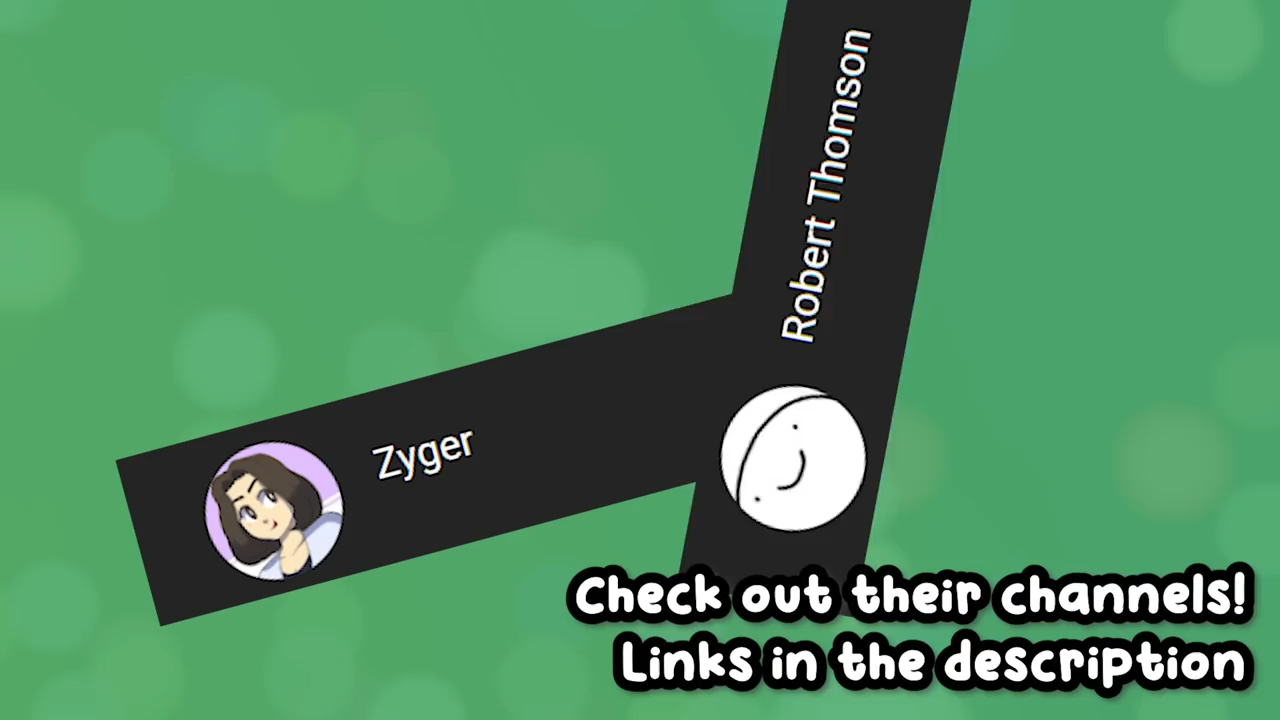 Robert Thomson
Zyger
Check out their channels!
Links in the description